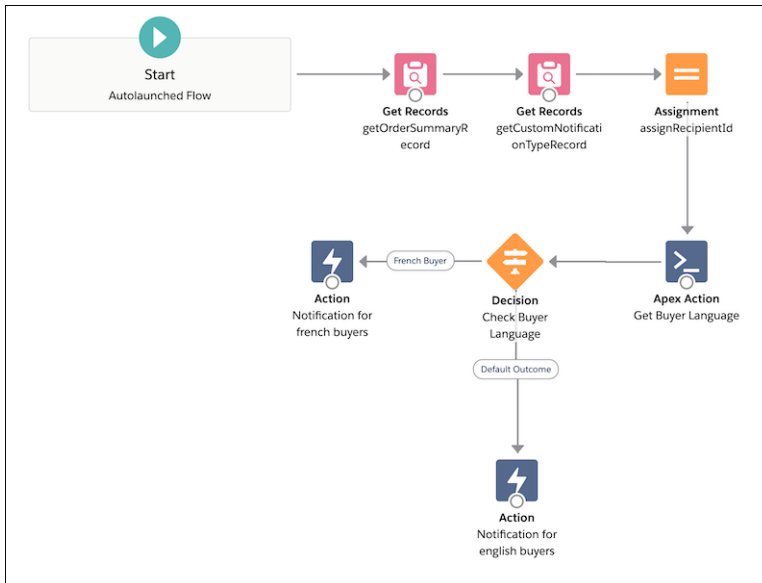 Start
Autolaunched Flow
Get Records
getOrderSummaryR
ecord
Get Records
getCustomNotificati
onTypeRecord
Assignment
assignRecipientId
Action
Notification for
french buyers
French Buyer
Decision
Check Buyer
Language
Apex Action
Get Buyer Language
Default Outcome
Action
Notification for
english buyers